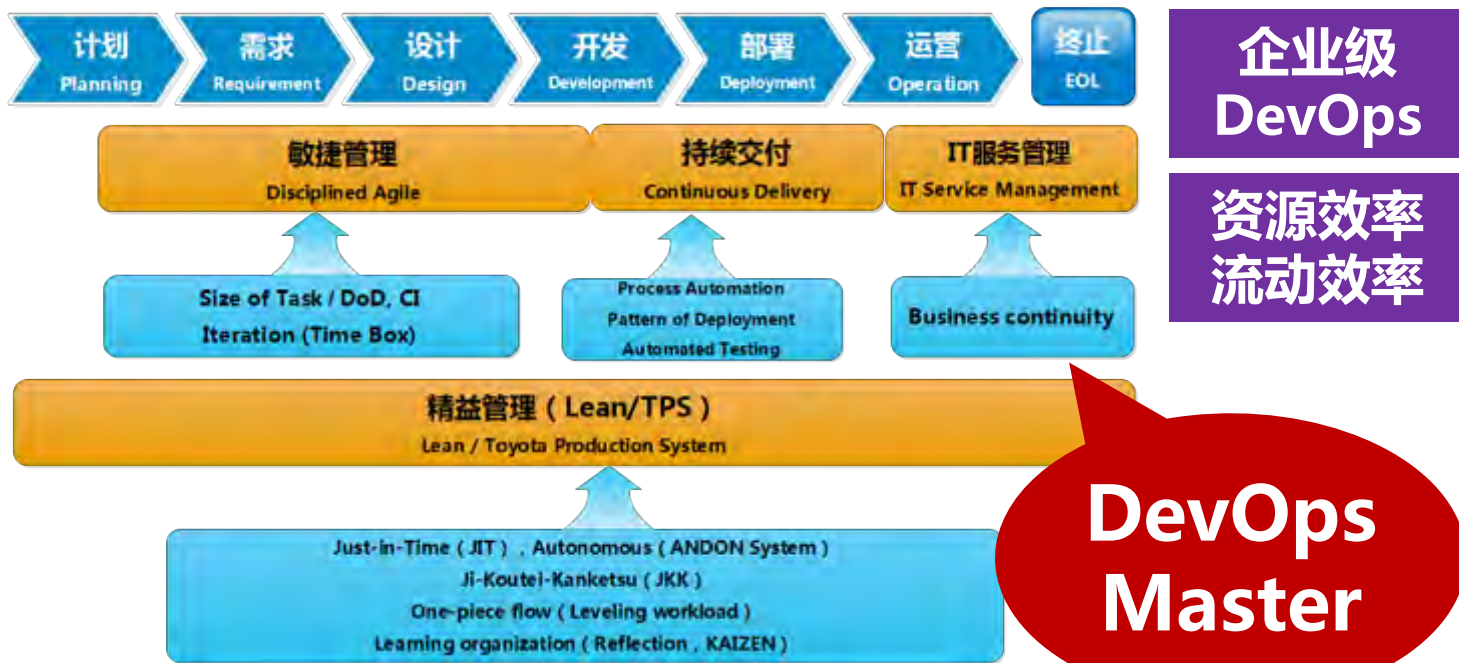 计划
Planning
需求
Requirement
设计
Design
开发
Development
部署
Deployment
运营
Operation
终止
EOL
企业级
DevOps
资源效率
流动效率
敏捷管理
Disciplined Agile
持续交付
Continuous Delivery
IT服务管理
IT Service Management
Size of Task / DoD, CI
Iteration (Time Box)
Process Automation
Pattern of Deployment
Automated Testing
Business continuity
精益管理（Lean/TPS）
Lean / Toyota Production System
Just-in-Time（JIT），Autonomous（ANDON System）
Ji-Koutei-Kanketsu（JKK）
One-piece flow（Leveling workload）
Learning organization（Reflection，KAIZEN）
DevOps
Master